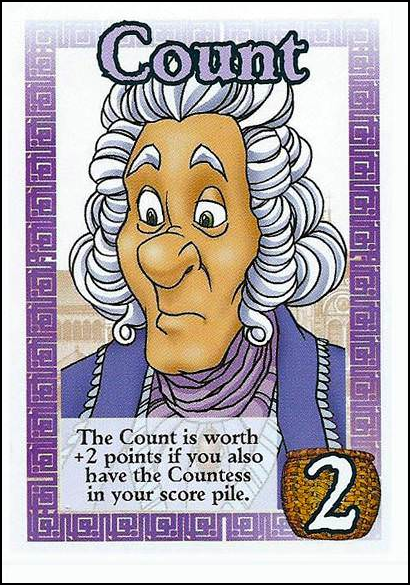 Count
The Count is worth
+2 points if you also
have the Countess
in your score pile.
2